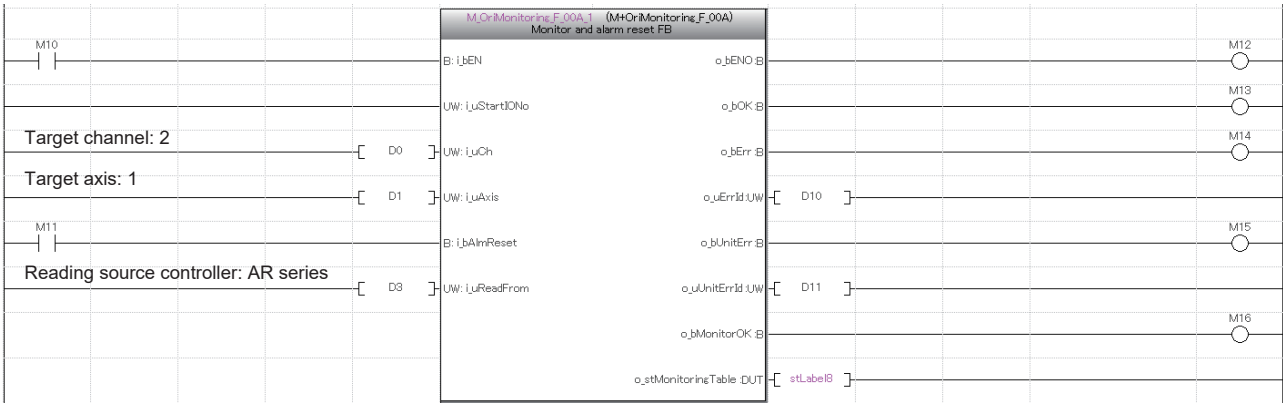 M_OriMonitoring_F_00A_1 (M+OriMonitoring_F_00A)
Monitor and alarm reset FB
M10
B: i_bEN
o_bENO:B
M12
UW: i_uStartIONo
o_bOK:B
M13
Target channel: 2
D0
UW: i_uCh
o_bErr:B
M14
Target axis: 1
D1
UW: i_uAxis
o_uErrId:UW
D10
M11
B: i_bAlmReset
o_bUnitErr:B
M15
Reading source controller: AR series
D3
UW: i_uReadFrom
o_uUnitErrId:UW
D11
o_bMonitorOK:B
M16
o_stMonitoringTable:DUT
stLabel8